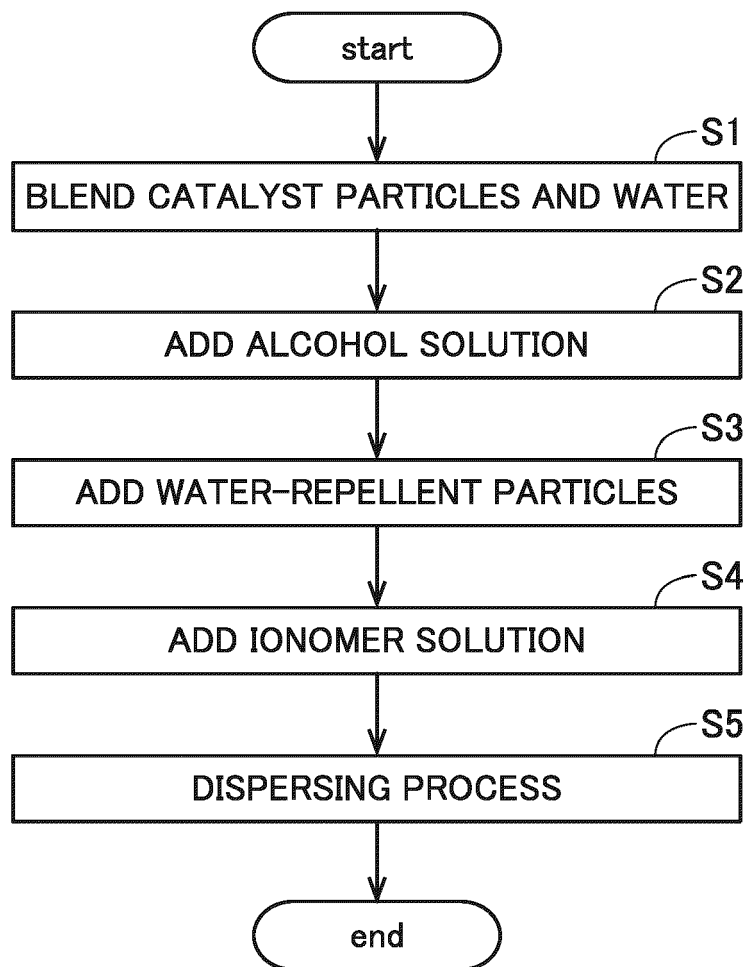 start
S1
BLEND CATALYST PARTICLES AND WATER
S2
ADD ALCOHOL SOLUTION
S3
ADD WATER-REPELLENT PARTICLES
S4
ADD IONOMER SOLUTION
S5
DISPERSING PROCESS
end